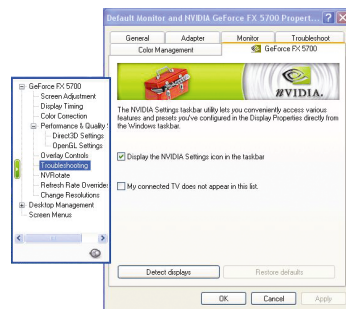 Default Monitor and NVIDIA GeForce FX 5700 Propert...
General
Adapter
Monitor
Troubleshoot
Color Management
GeForce FX 5700
NVIDIA.
The NVIDIA Settings taskbar utility lets you conveniently access various
features and presets you've configured in the Display Properties directly from
the Windows taskbar.
Display the NVIDIA Settings icon in the taskbar
My connected TV does not appear in this list.
Detect displays
Restore defaults
OK
Cancel
Apply
GeForce FX 5700
Screen Adjustment
Display Timing
Color Correction
Performance & Quality S
Direct3D Settings
OpenGL Settings
Overlay Controls
Troubleshooting
NVRotate
Refresh Rate Overrides
Change Resolutions
Desktop Management
Screen Menus